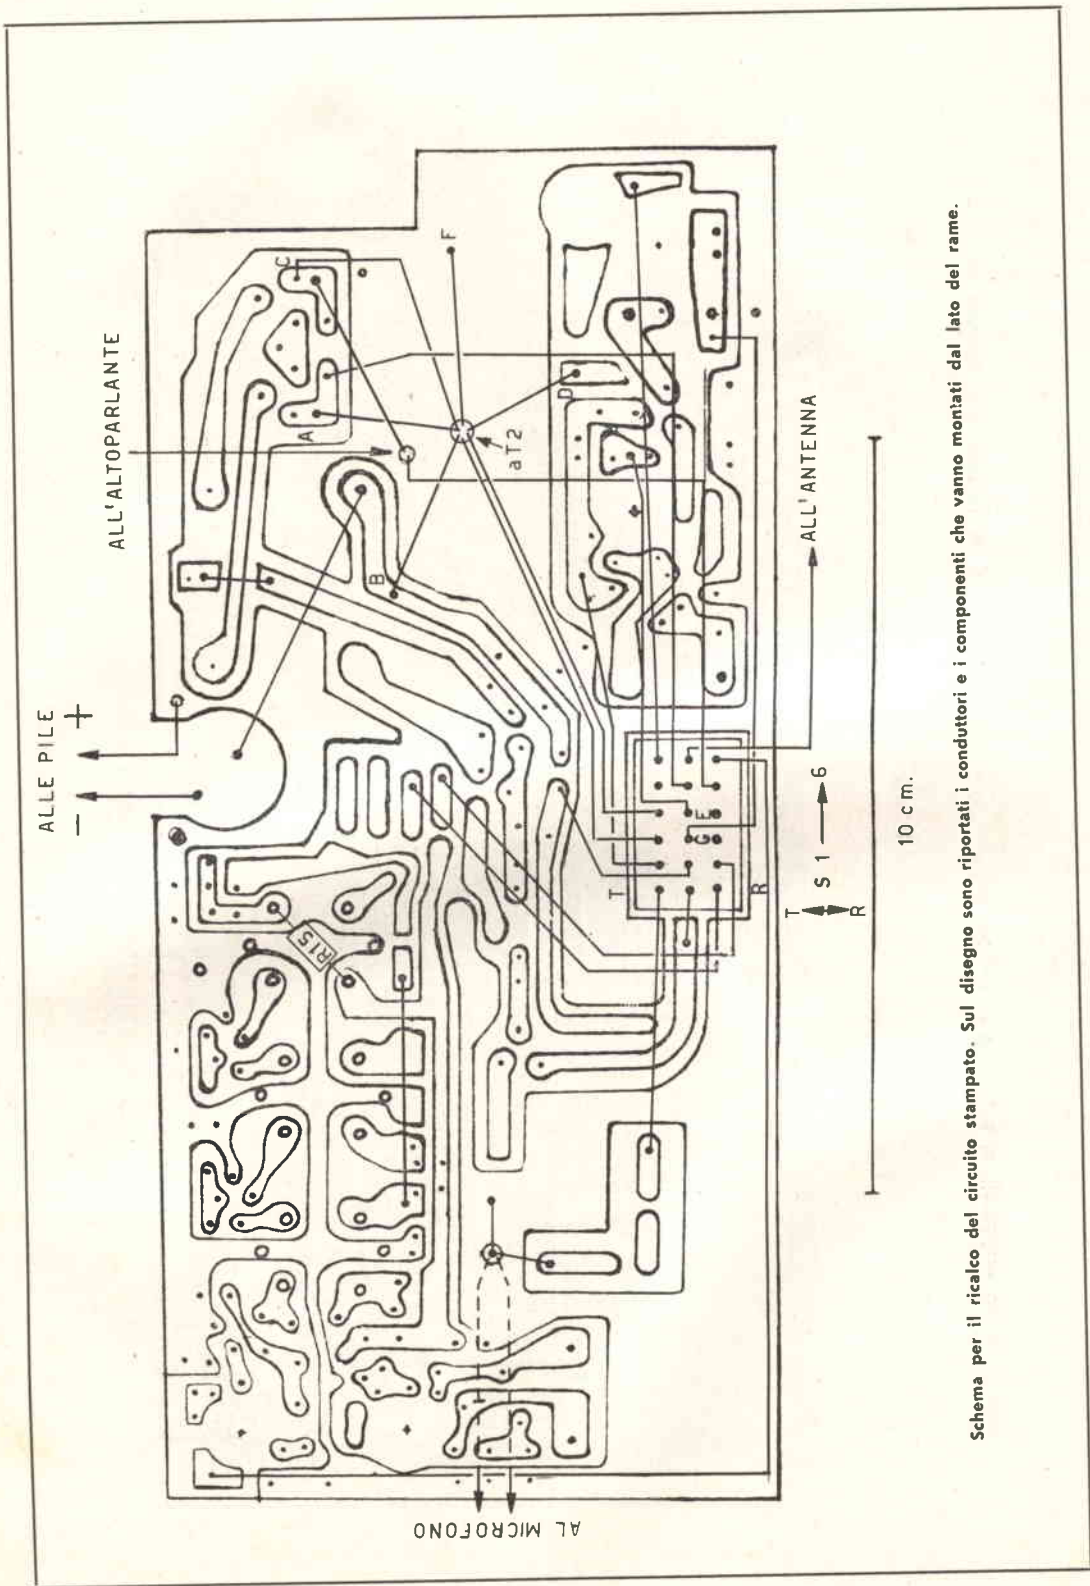 ALLE PILE
− +
ALL'ALTOPARLANTE
A
C
F
B
aT2
D
R15
T
G E
R
T
R
S 1 → 6
ALL'ANTENNA
AL MICROFONO
10 cm.
Schema per il ricalco del circuito stampato. Sul disegno sono riportati i conduttori e i componenti che vanno montati dal lato del rame.